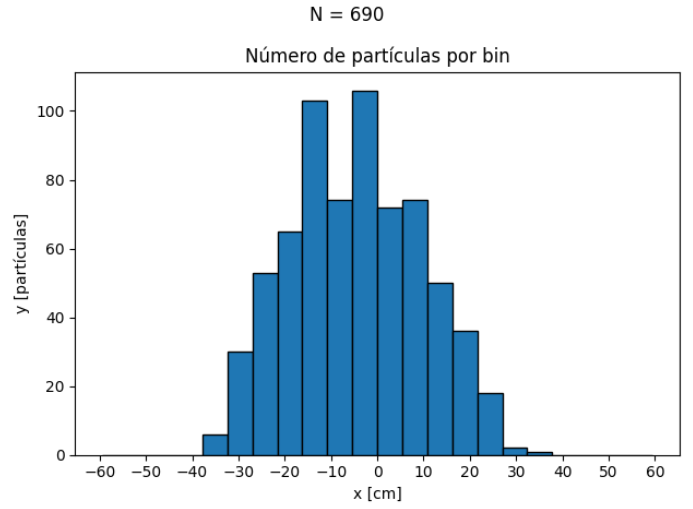 N = 690
Número de partículas por bin
y [partículas]
100
80
60
40
20
0
−60 −50 −40 −30 −20 −10 0 10 20 30 40 50 60
x [cm]